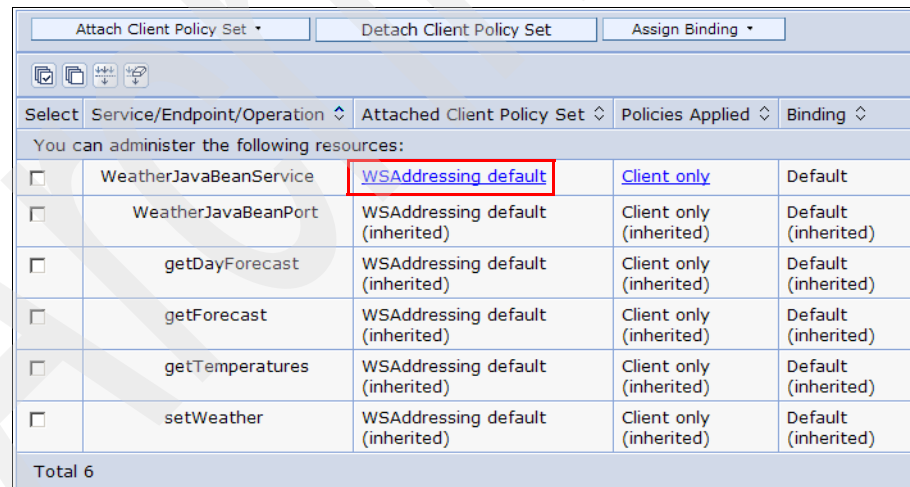 Attach Client Policy Set Detach Client Policy Set Assign Binding
Select Service/Endpoint/Operation Attached Client Policy Set Policies Applied Binding
You can administer the following resources:
WeatherJavaBeanService WSAddressing default Client only Default
WeatherJavaBeanPort WSAddressing default Client only Default
(inherited) (inherited) (inherited)
getDayForecast WSAddressing default Client only Default
(inherited) (inherited) (inherited)
getForecast WSAddressing default Client only Default
(inherited) (inherited) (inherited)
getTemperatures WSAddressing default Client only Default
(inherited) (inherited) (inherited)
setWeather WSAddressing default Client only Default
(inherited) (inherited) (inherited)
Total 6